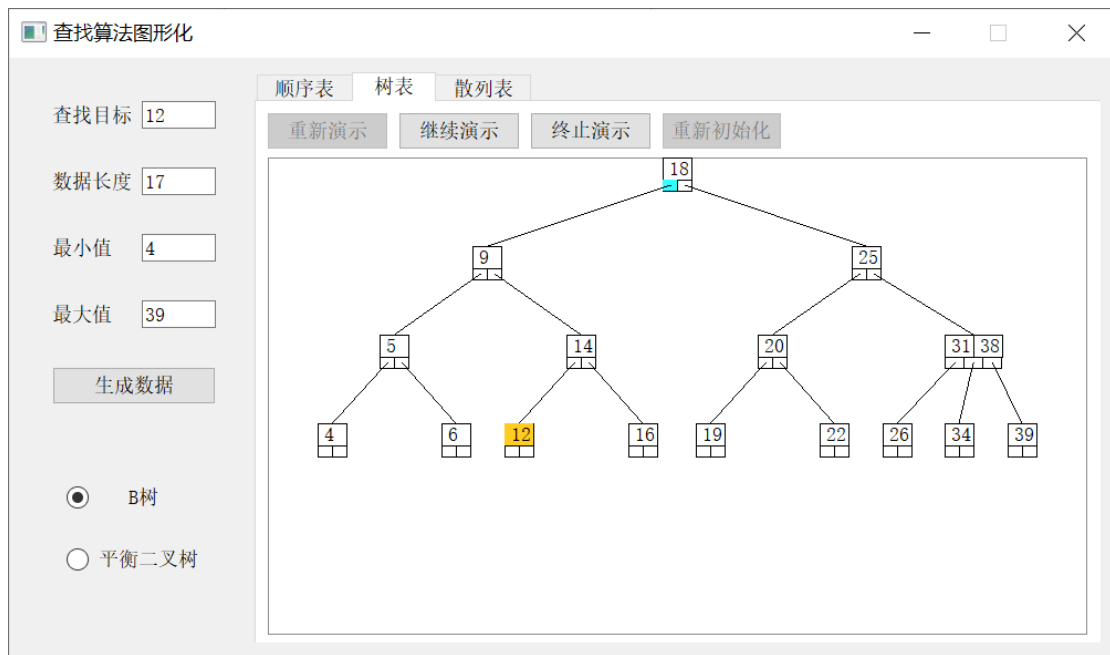 查找算法图形化
顺序表 树表 散列表
查找目标 12
重新演示 继续演示 终止演示 重新初始化
数据长度 17
最小值 4
最大值 39
生成数据
B树
平衡二叉树
18
9 25
5 14 20 31 38
4 6 12 16 19 22 26 34 39